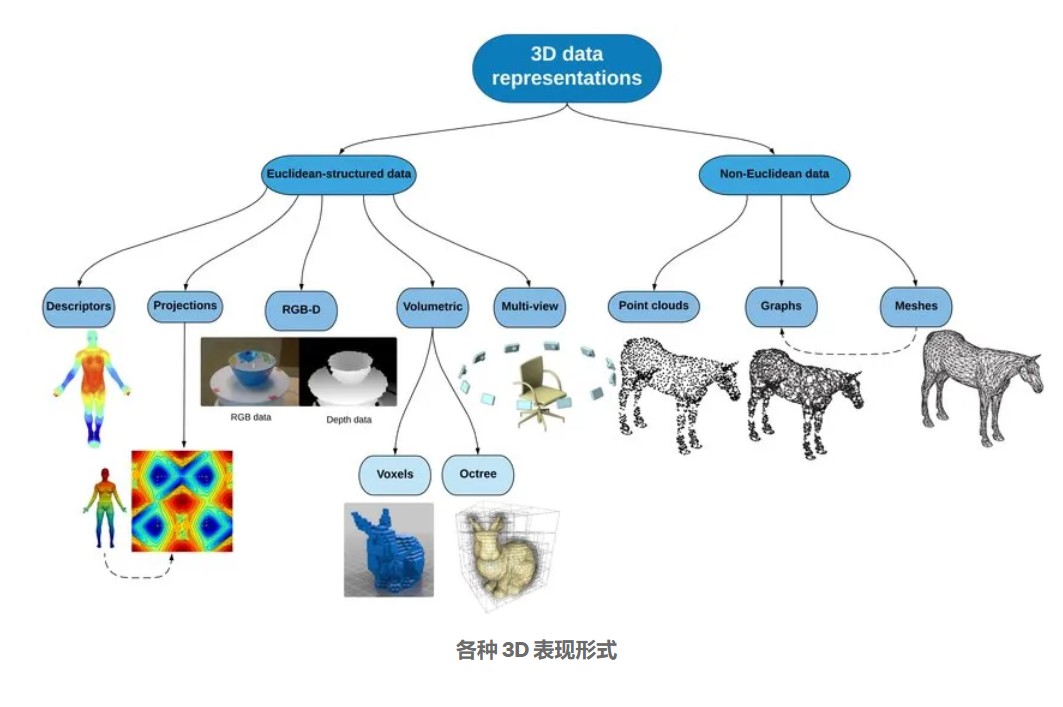 3D data
representations
Euclidean-structured data
Non-Euclidean data
Descriptors
Projections
RGB-D
Volumetric
Multi-view
Point clouds
Graphs
Meshes
RGB data
Depth data
Voxels
Octree
各种 3D 表现形式